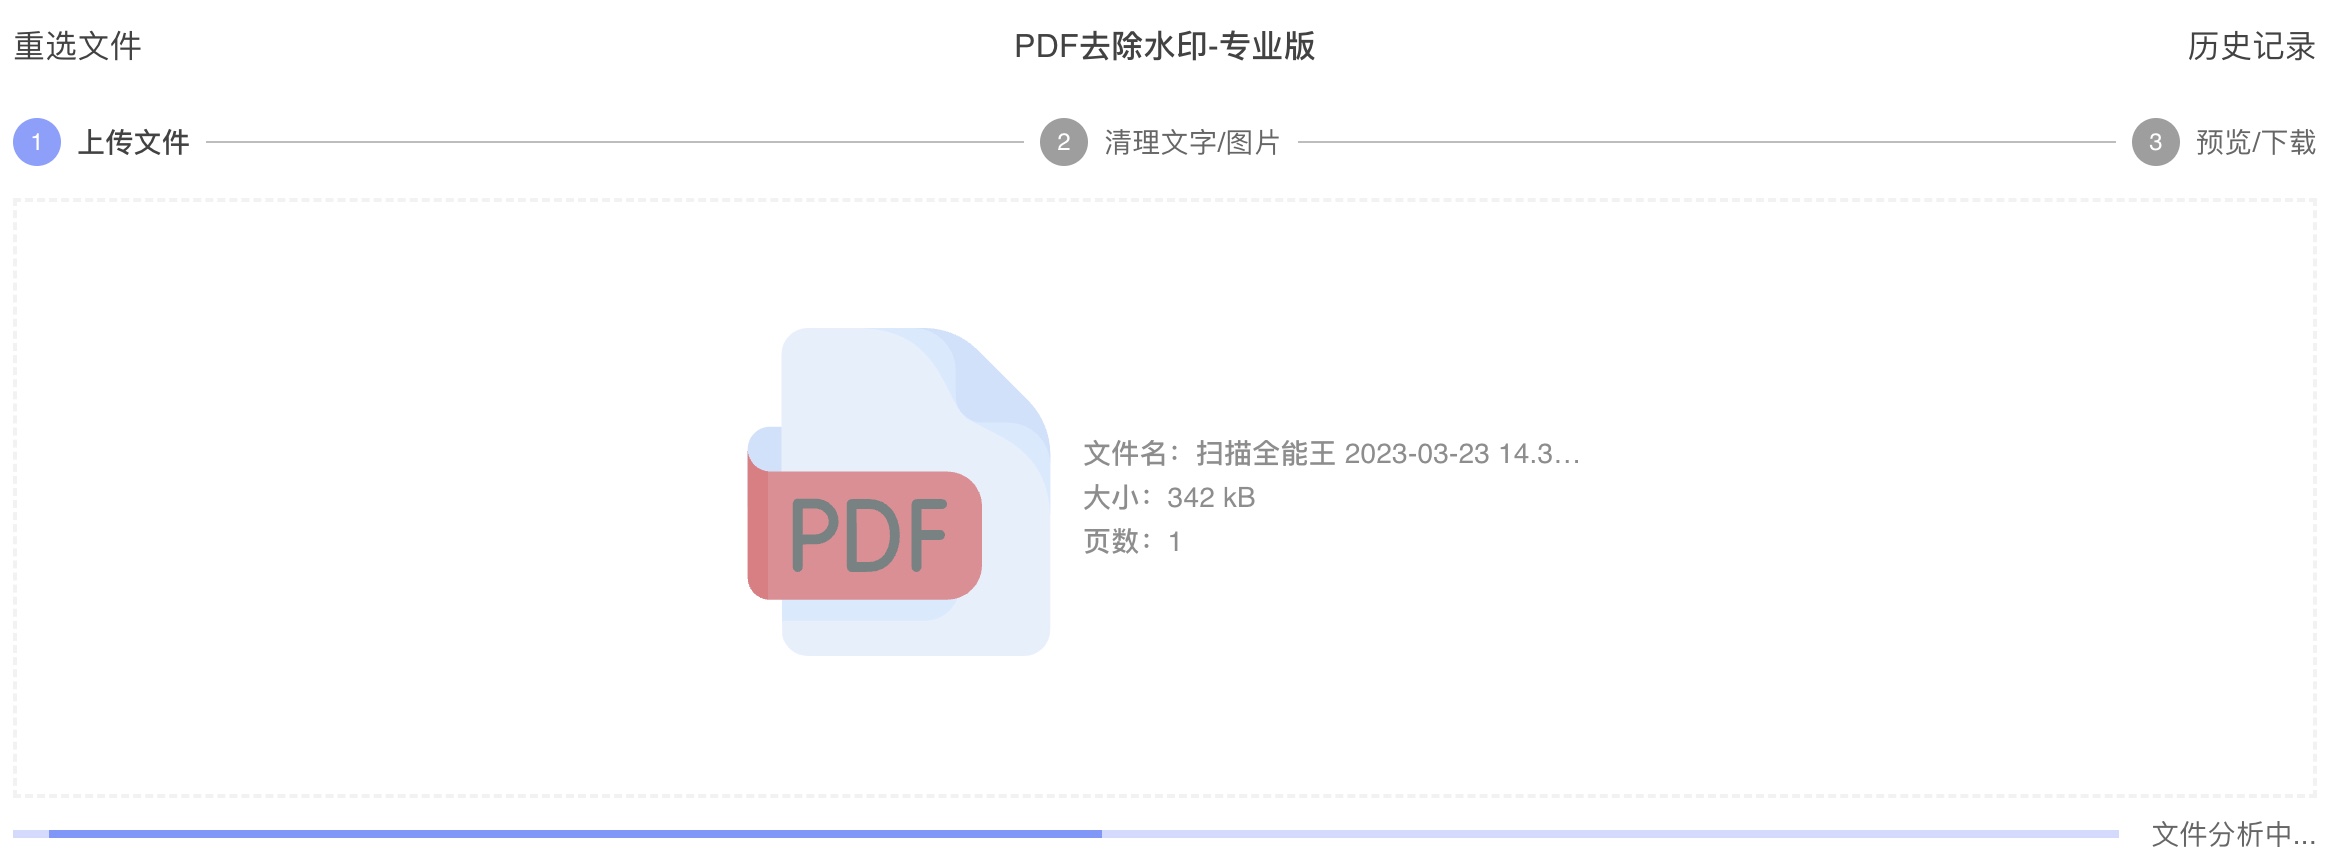 重选文件
PDF去除水印-专业版
历史记录
1 上传文件
2 清理文字/图片
3 预览/下载
PDF
文件名：扫描全能王 2023-03-23 14.3...
大小：342 kB
页数：1
文件分析中...